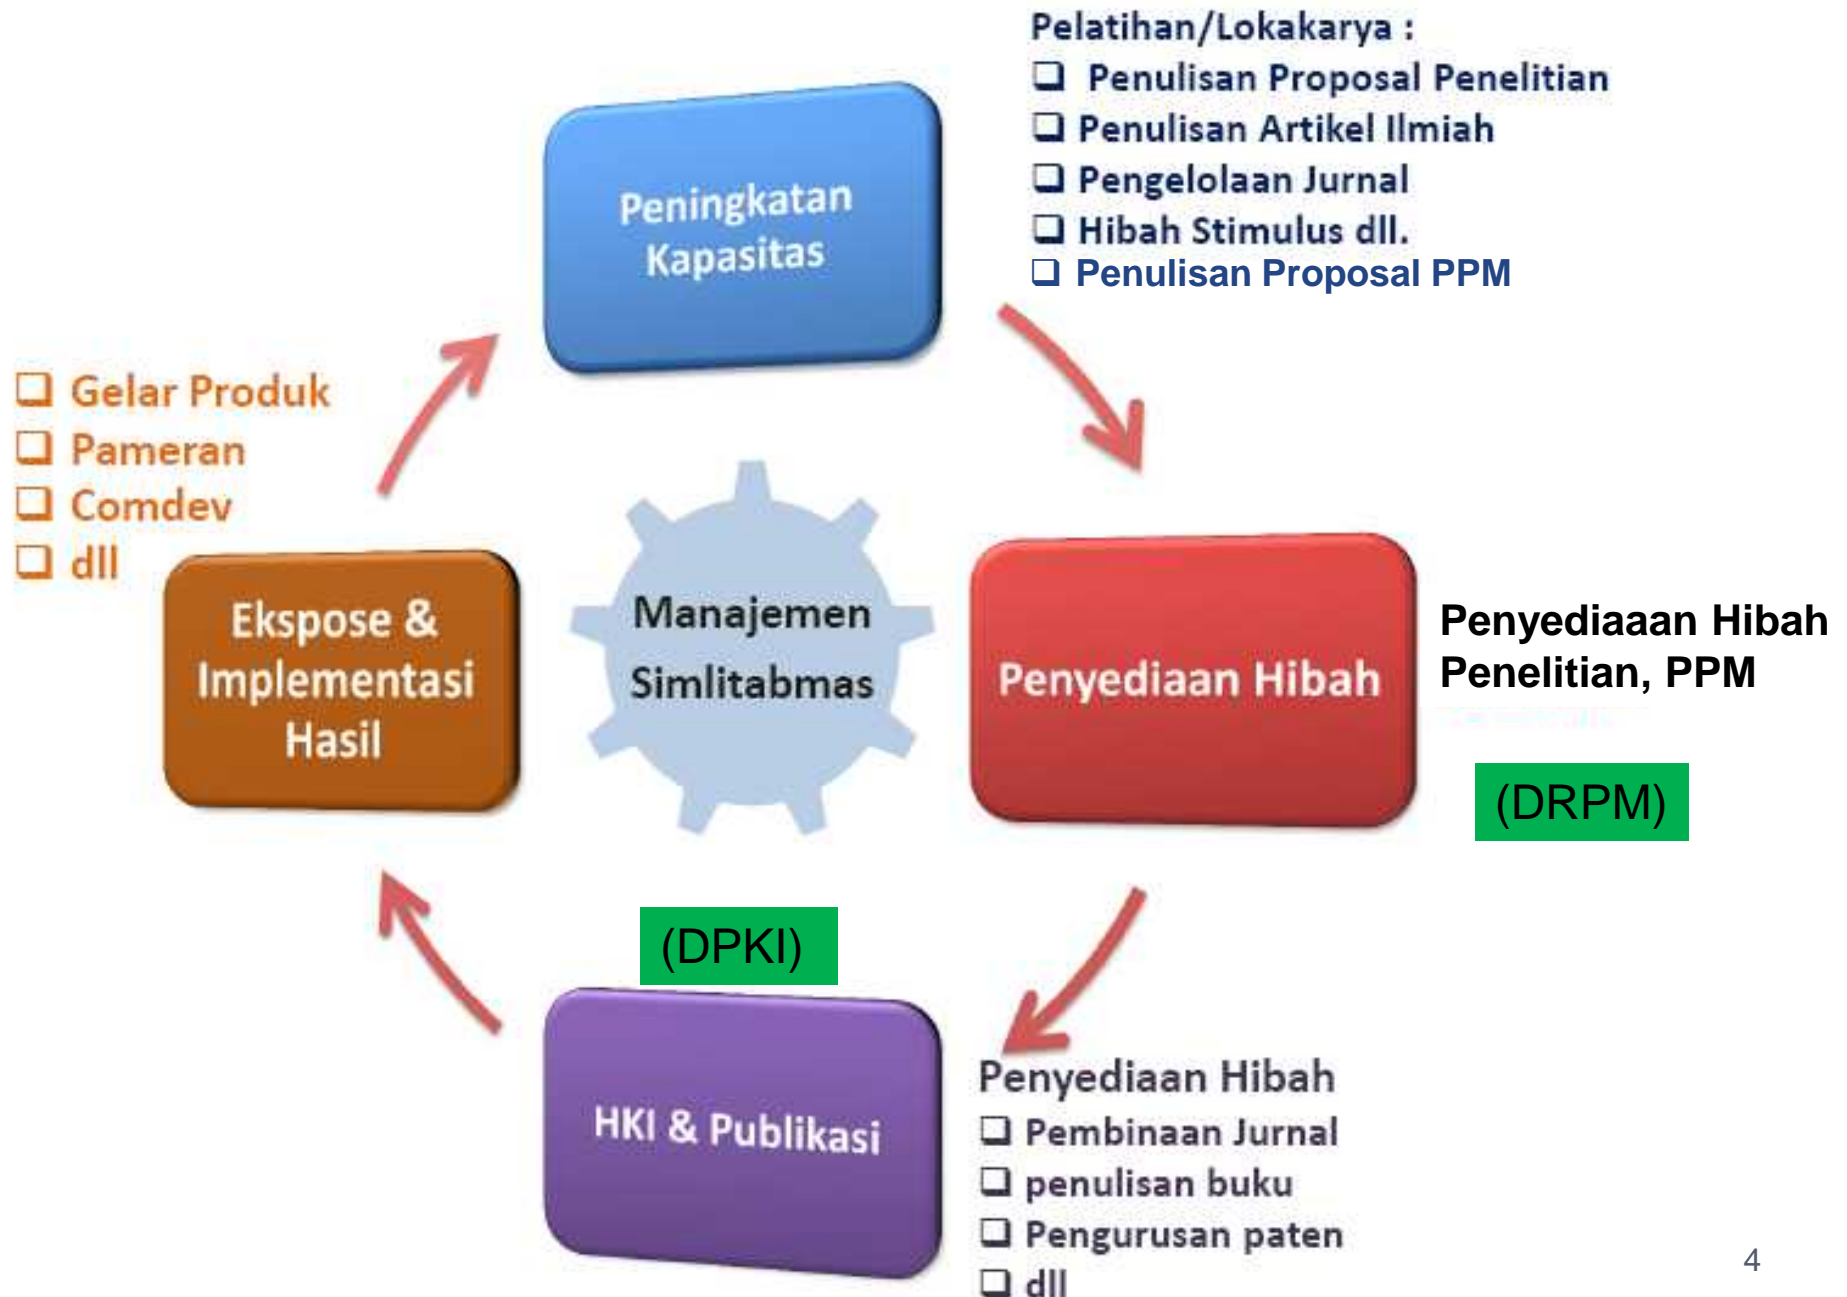 Pelatihan/Lokakarya :
❑ Penulisan Proposal Penelitian
❑ Penulisan Artikel Ilmiah
❑ Pengelolaan Jurnal
❑ Hibah Stimulus dll.
❑ Penulisan Proposal PPM
Peningkatan
Kapasitas
❑ Gelar Produk
❑ Pameran
❑ Comdev
❑ dll
Ekspose &
Implementasi
Hasil
Manajemen
Simlitabmas
Penyediaan Hibah
Penyediaaan Hibah
Penelitian, PPM
(DRPM)
(DPKI)
HKI & Publikasi
Penyediaan Hibah
❑ Pembinaan Jurnal
❑ penulisan buku
❑ Pengurusan paten
❑ dll
4